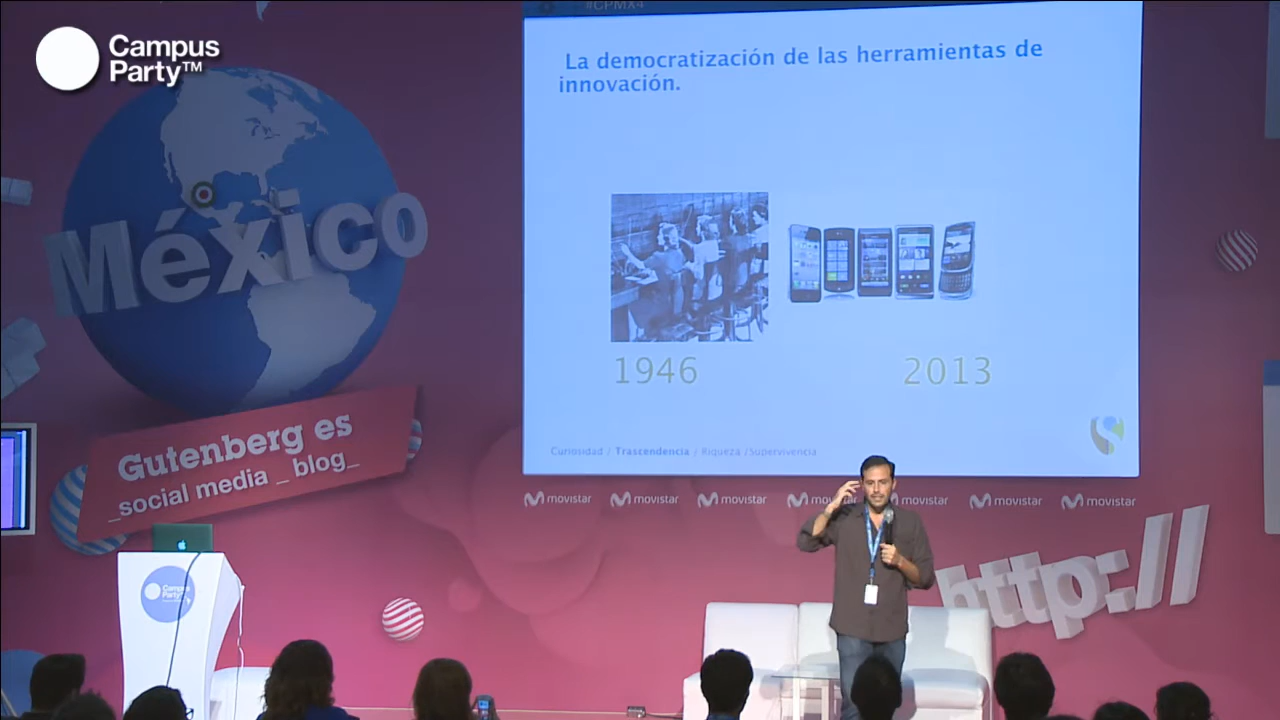 Campus
Party™
#CPMX4
La democratización de las herramientas de
innovación.
México
1946
2013
Gutenberg es
_social media _ blog_
Curiosidad / Trascendencia / Riqueza / Supervivencia
movistar movistar movistar movistar movistar movistar
http://
Campus
Party